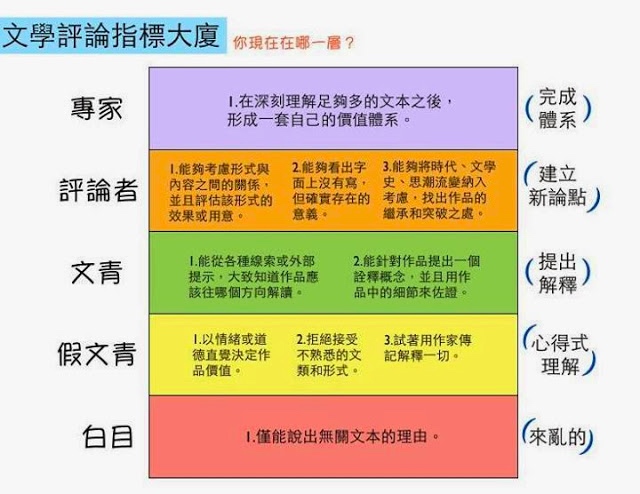 文學評論指標大廈
你現在在哪一層？
專家
1.在深刻理解足夠多的文本之後，
形成一套自己的價值體系。
（完成
體系）
評論者
1.能夠考慮形式與
內容之間的關係，
並且評估該形式的
效果或用意。
2.能夠看出字
面上沒有寫，
但確實存在的
意義。
3.能夠將時代、文學
史、思潮流變納入
考慮，找出作品的
繼承和突破之處。
（建立
新論點）
文青
1.能從各種線索或外部
提示，大致知道作品應
該往哪個方向解讀。
2.能針對作品提出一個
詮釋概念，並且用作
品中的細節來佐證。
（提出
解釋）
假文青
1.以情緒或道
德直覺決定作
品價值。
2.拒絕接受
不熟悉的文
類和形式。
3.試著用作家傳
記解釋一切。
（心得式
理解）
白目
1.僅能說出無關文本的理由。
（來亂的）